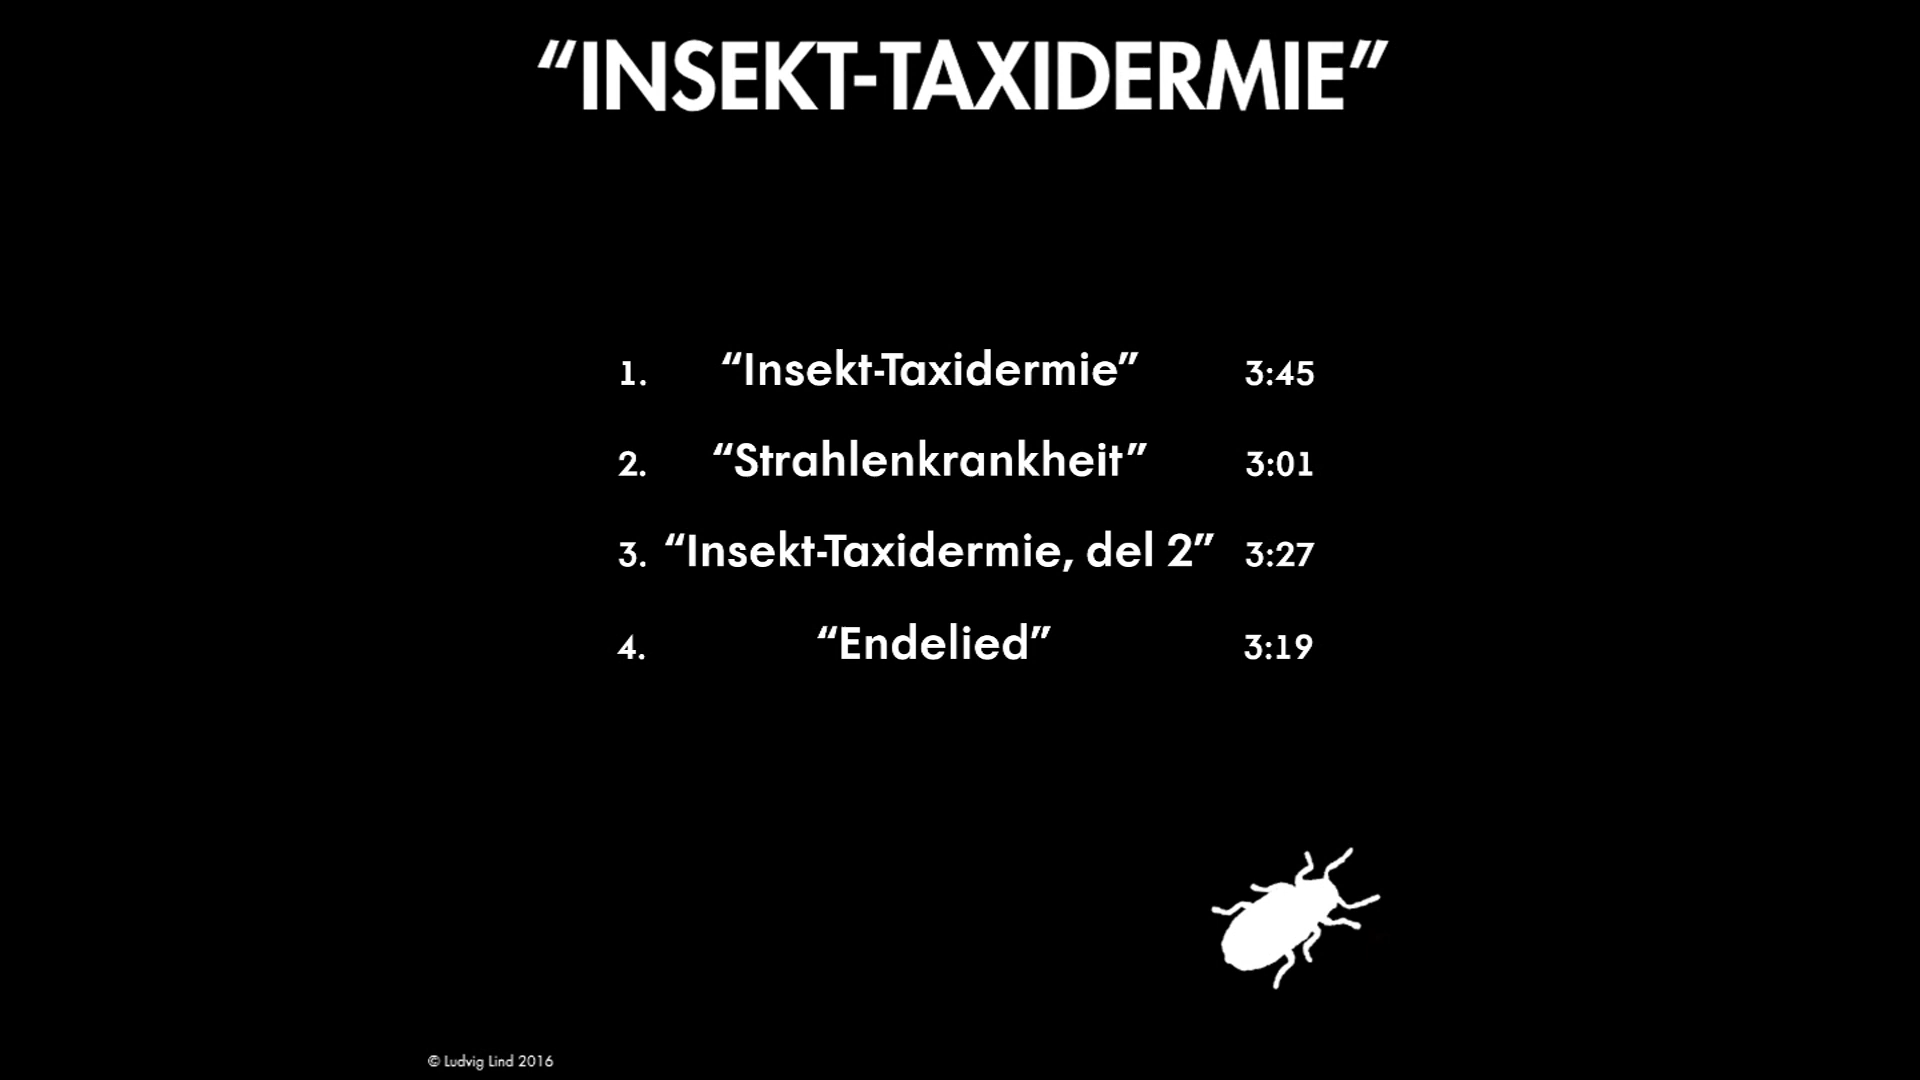 “INSEKT-TAXIDERMIE”
1. “Insekt-Taxidermie” 3:45
2. “Strahlenkrankheit” 3:01
3. “Insekt-Taxidermie, del 2” 3:27
4. “Endelied” 3:19
© Ludvig Lind 2016